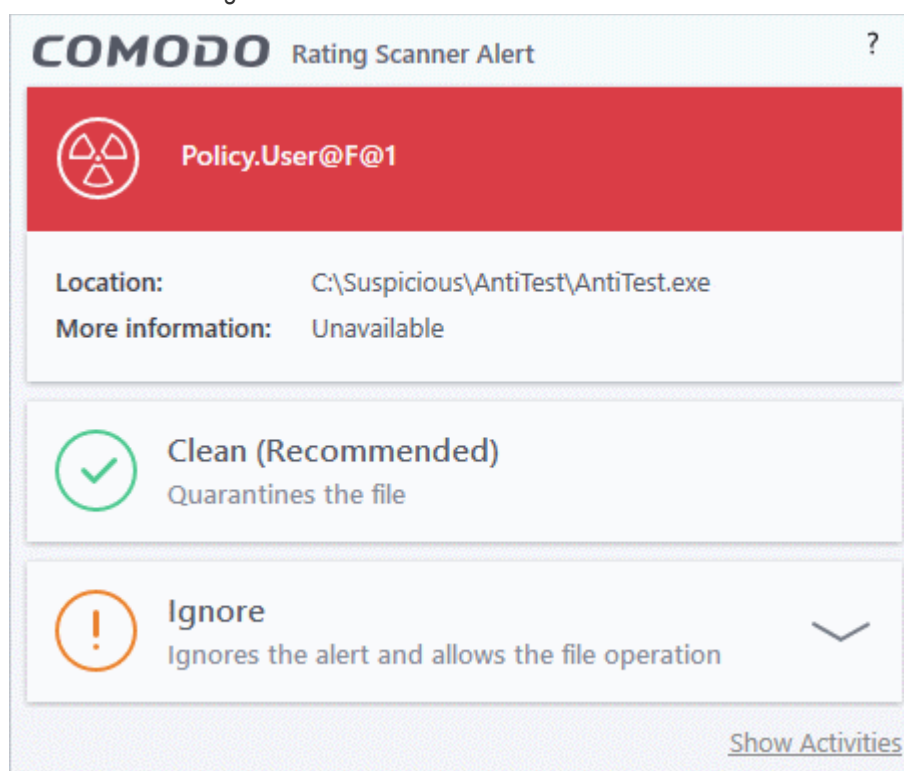 COMODO Rating Scanner Alert ?
Policy.User@F@1
Location: C:\Suspicious\AntiTest\AntiTest.exe
More information: Unavailable
Clean (Recommended)
Quarantines the file
Ignore
Ignores the alert and allows the file operation
Show Activities